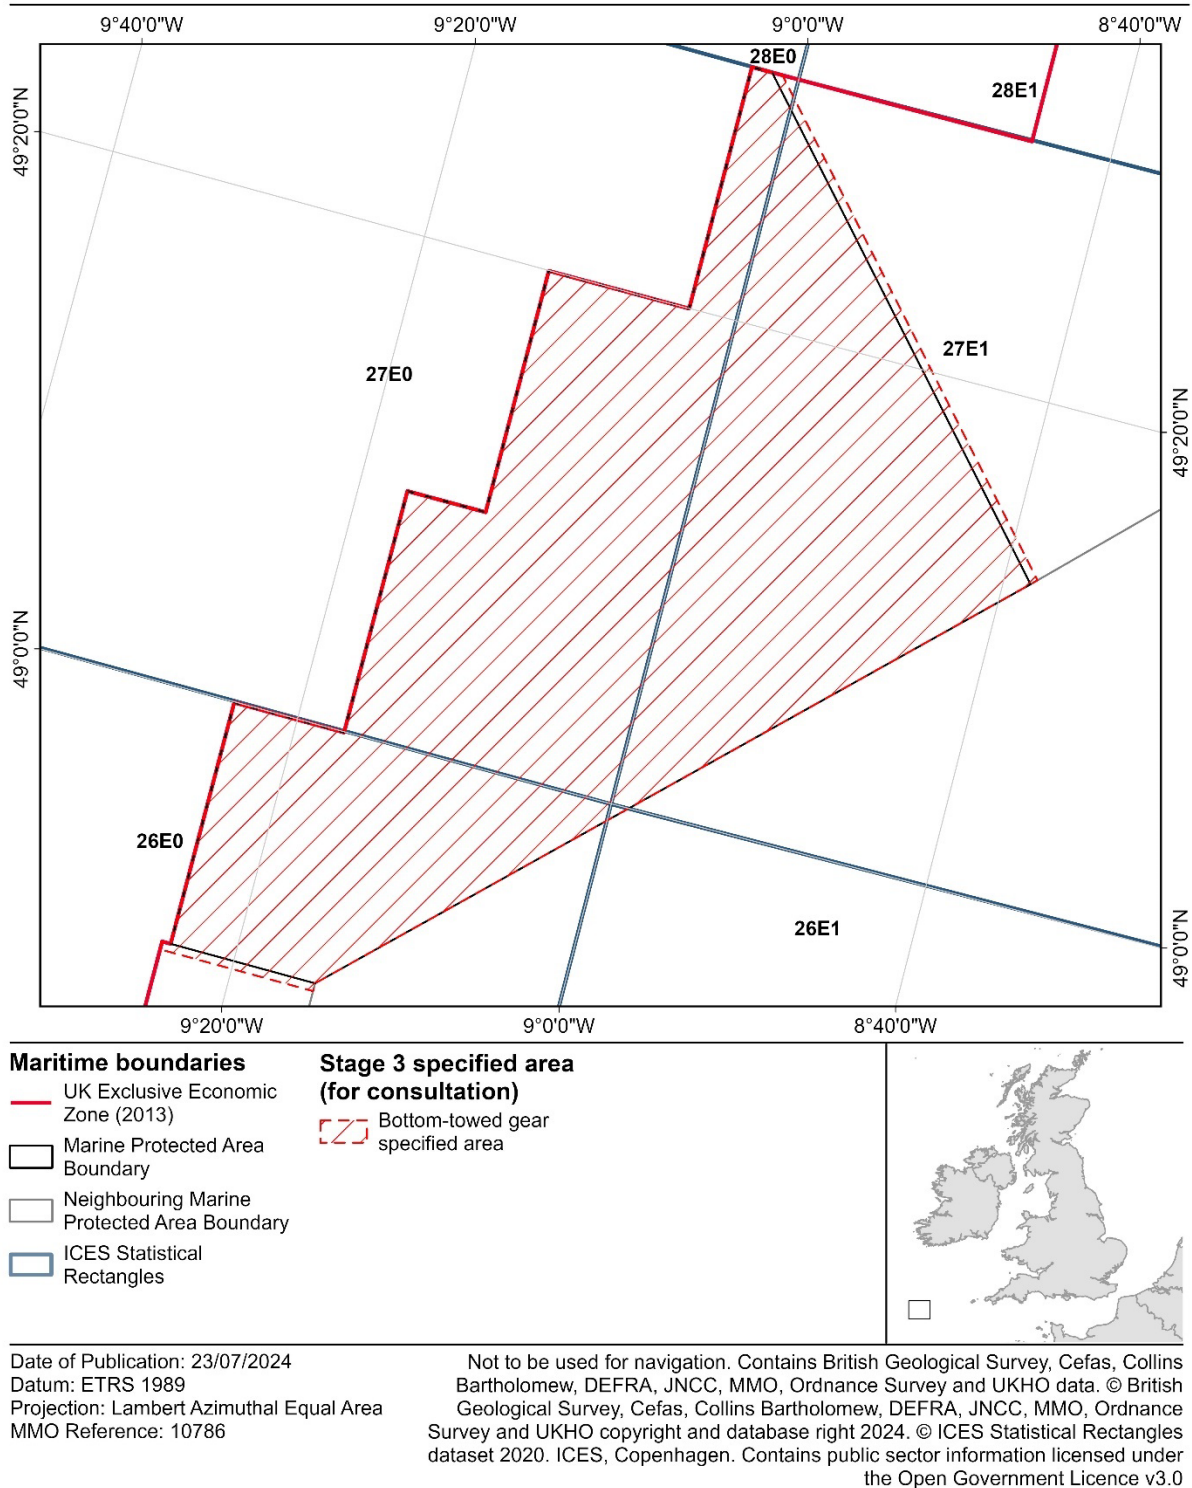 9°40'0"W
9°20'0"W
9°0'0"W
8°40'0"W
28E0
28E1
49°20'0"N
27E1
27E0
49°20'0"N
49°0'0"N
26E0
26E1
49°0'0"N
9°20'0"W
9°0'0"W
8°40'0"W
Maritime boundaries
UK Exclusive Economic
Zone (2013)
Marine Protected Area
Boundary
Neighbouring Marine
Protected Area Boundary
ICES Statistical
Rectangles
Stage 3 specified area
(for consultation)
Bottom-towed gear
specified area
Date of Publication: 23/07/2024
Datum: ETRS 1989
Projection: Lambert Azimuthal Equal Area
MMO Reference: 10786
Not to be used for navigation. Contains British Geological Survey, Cefas, Collins
Bartholomew, DEFRA, JNCC, MMO, Ordnance Survey and UKHO data. © British
Geological Survey, Cefas, Collins Bartholomew, DEFRA, JNCC, MMO, Ordnance
Survey and UKHO copyright and database right 2024. © ICES Statistical Rectangles
dataset 2020. ICES, Copenhagen. Contains public sector information licensed under
the Open Government Licence v3.0